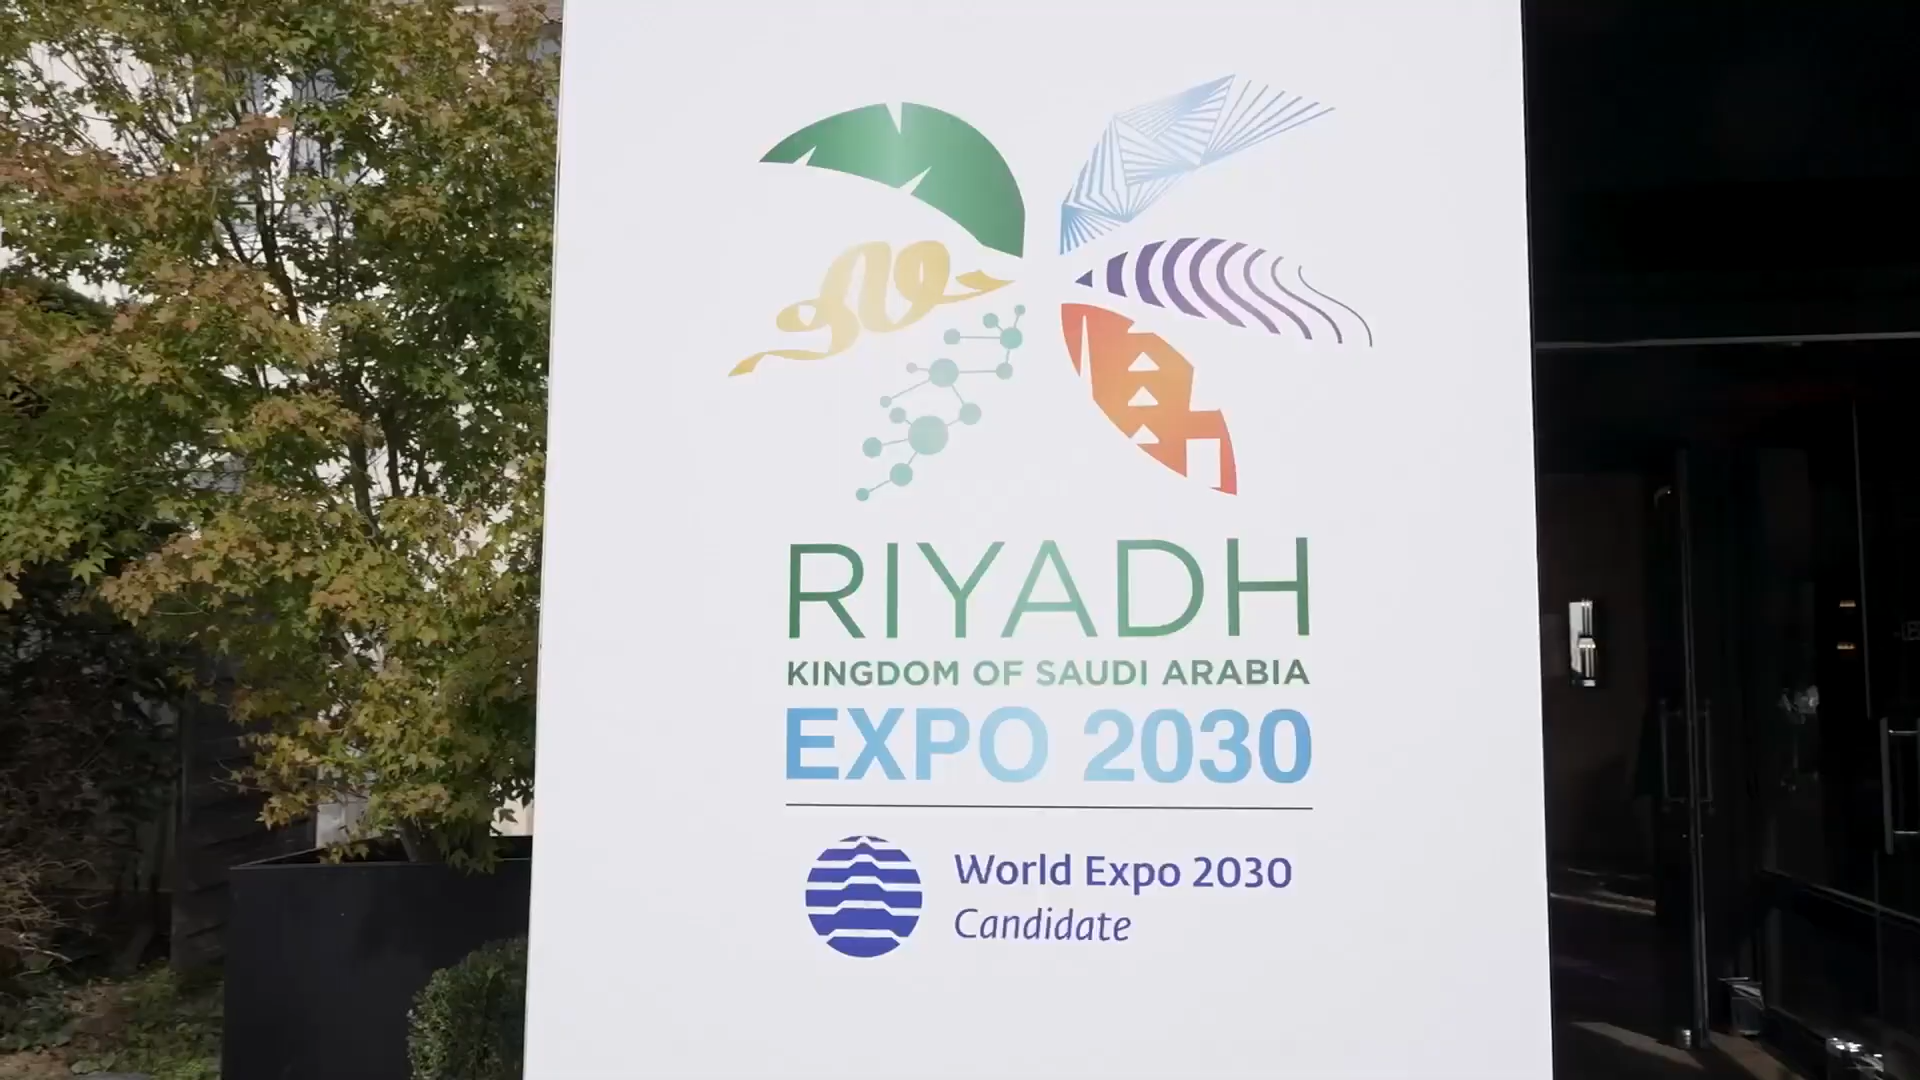 RIYADH
KINGDOM OF SAUDI ARABIA
EXPO 2030
World Expo 2030
Candidate